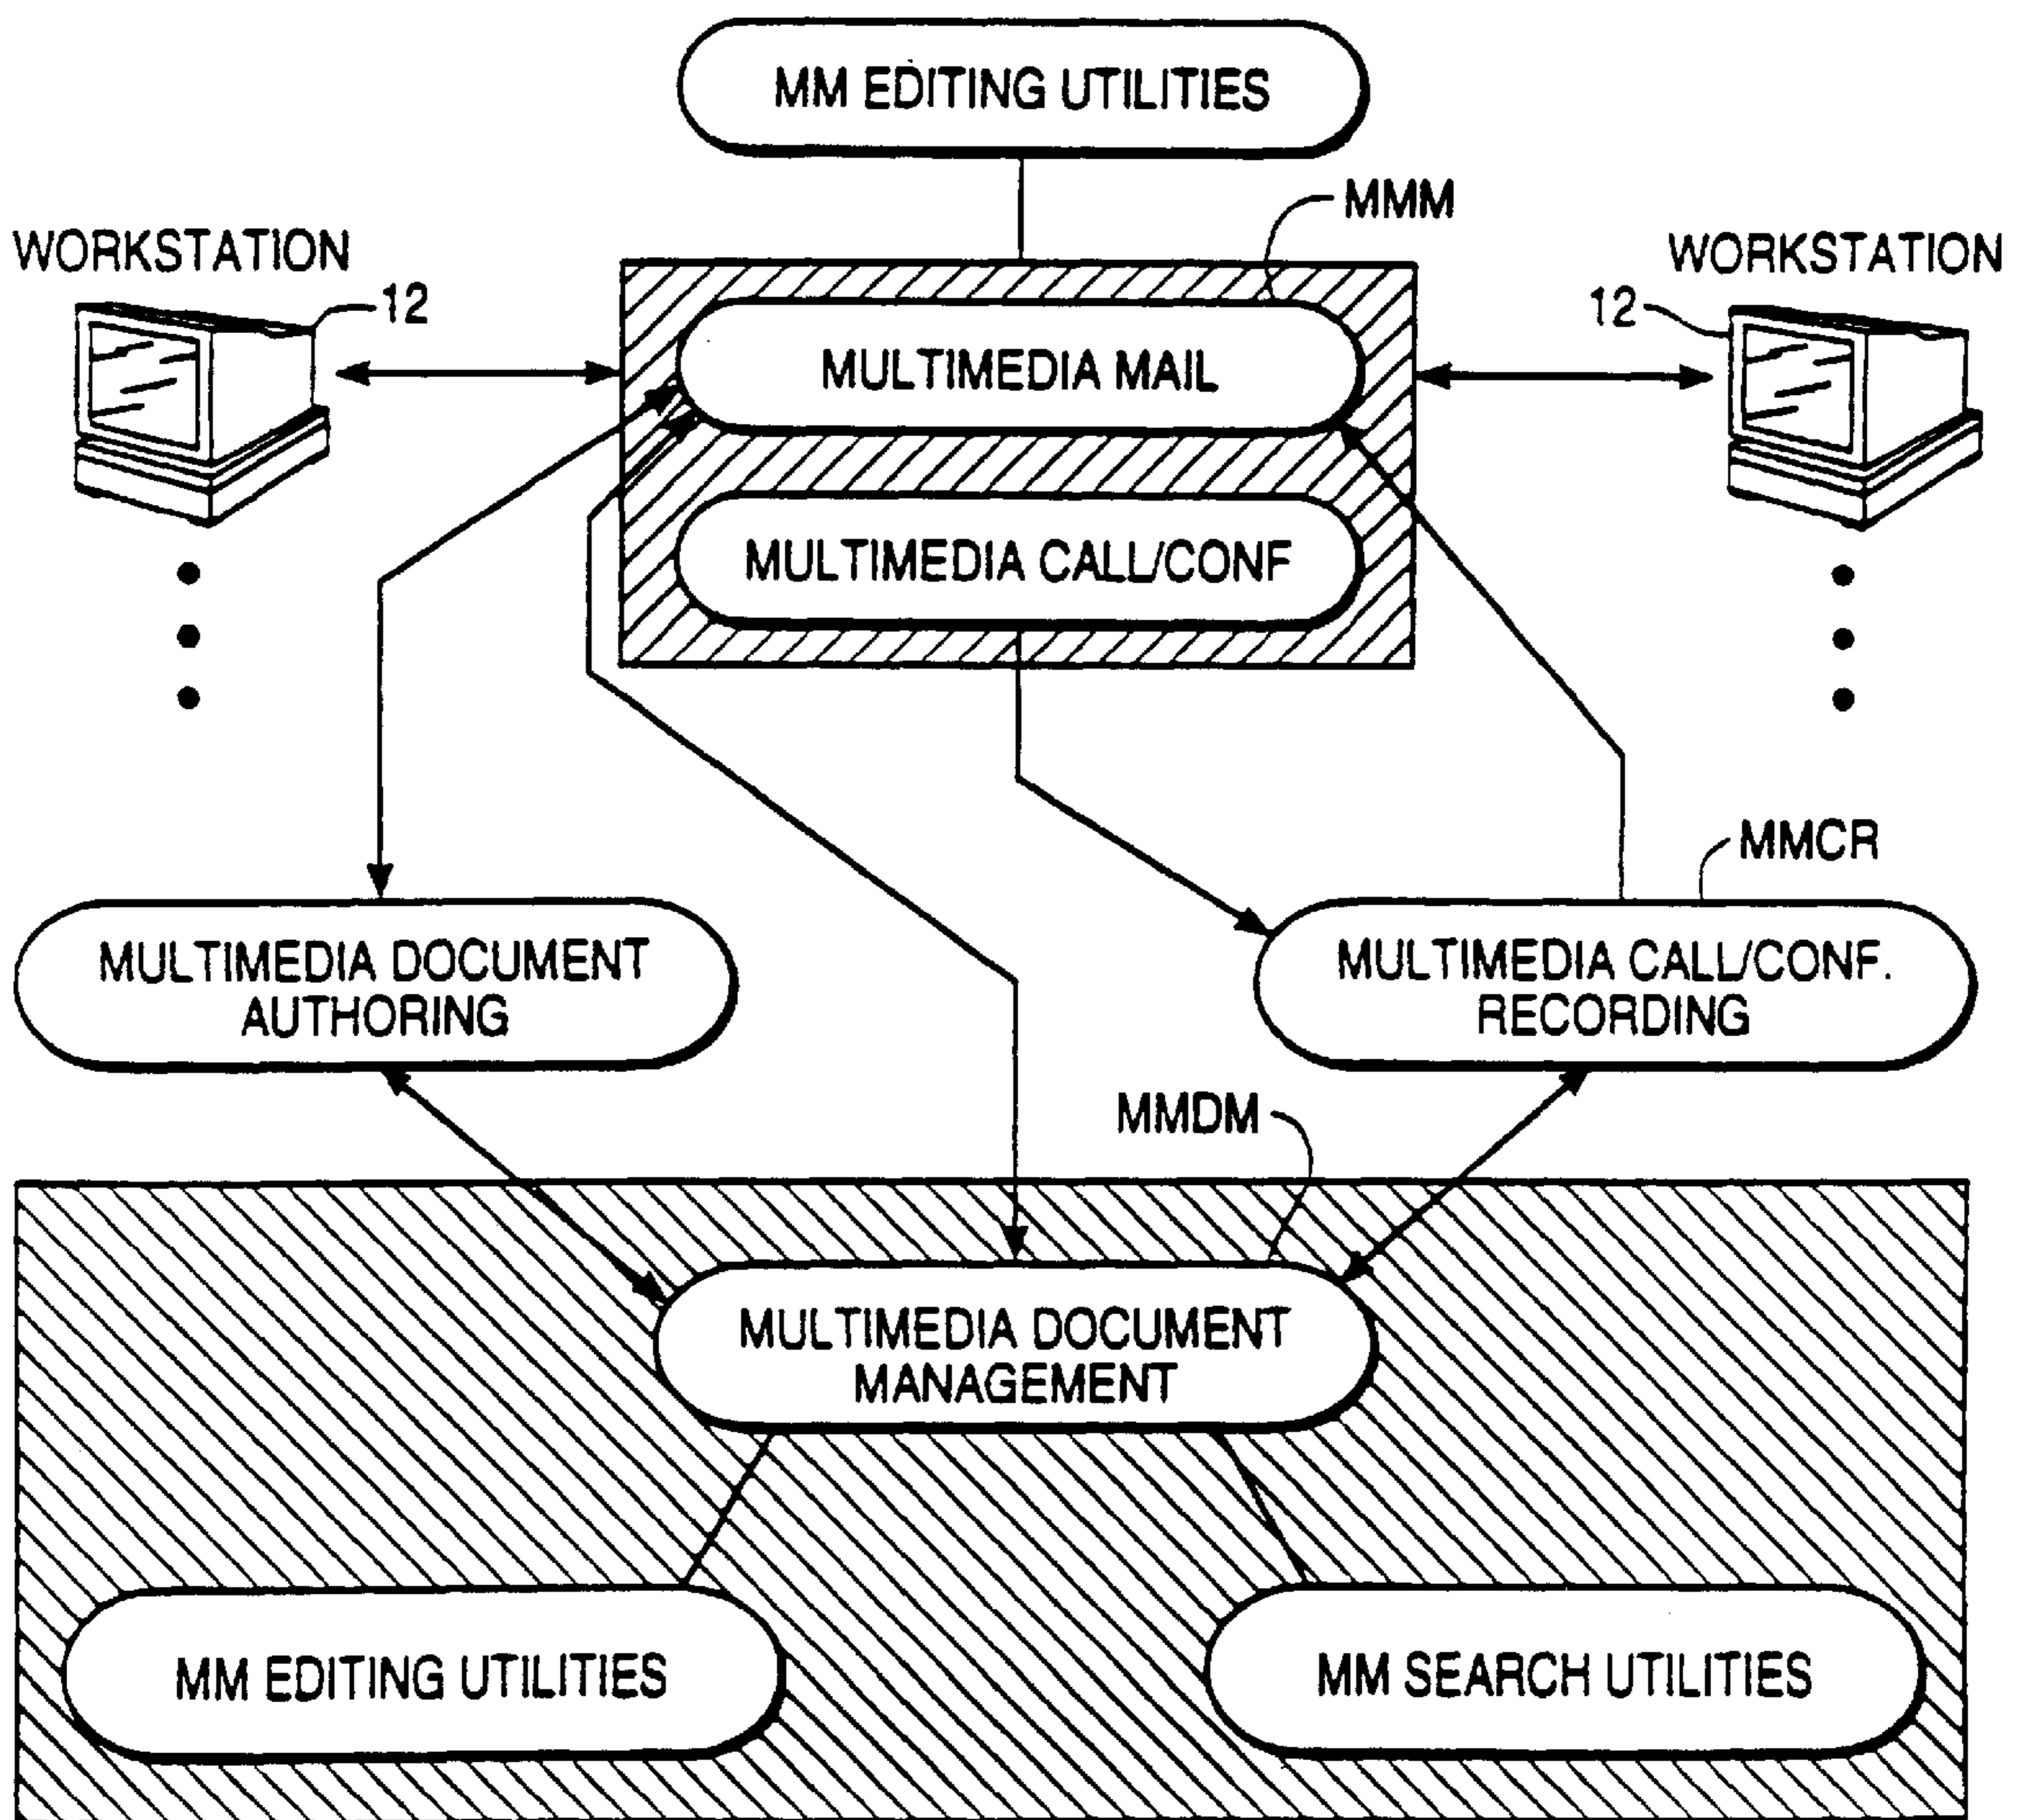 MM EDITING UTILITIES
MMM
WORKSTATION
WORKSTATION
12
12
MULTIMEDIA MAIL
MULTIMEDIA CALL/CONF
MMCR
MULTIMEDIA DOCUMENT
AUTHORING
MULTIMEDIA CALL/CONF.
RECORDING
MMDM
MULTIMEDIA DOCUMENT
MANAGEMENT
MM EDITING UTILITIES
MM SEARCH UTILITIES